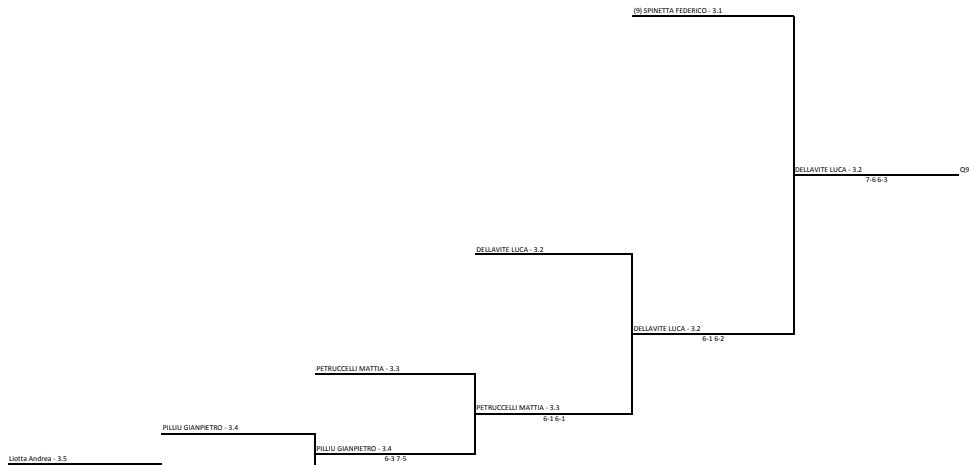 (9) SPINETTA FEDERICO - 3.1
DELLAVITE LUCA - 3.2
Q9
7-6 6-3
DELLAVITE LUCA - 3.2
DELLAVITE LUCA - 3.2
6-1 6-2
PETRUCCELLI MATTIA - 3.3
PETRUCCELLI MATTIA - 3.3
6-1 6-1
PILLIU GIANPIETRO - 3.4
PILLIU GIANPIETRO - 3.4
6-3 7-5
Liotta Andrea - 3.5